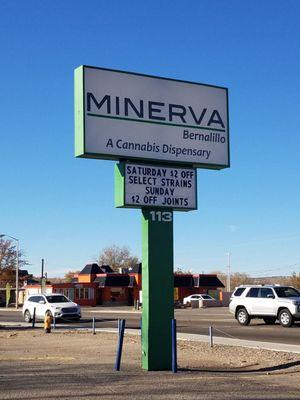 MINERVA
Bernalillo
A Cannabis Dispensary
SATURDAY $2 OFF
SELECT STRAINS
SUNDAY
$2 OFF JOINTS
113